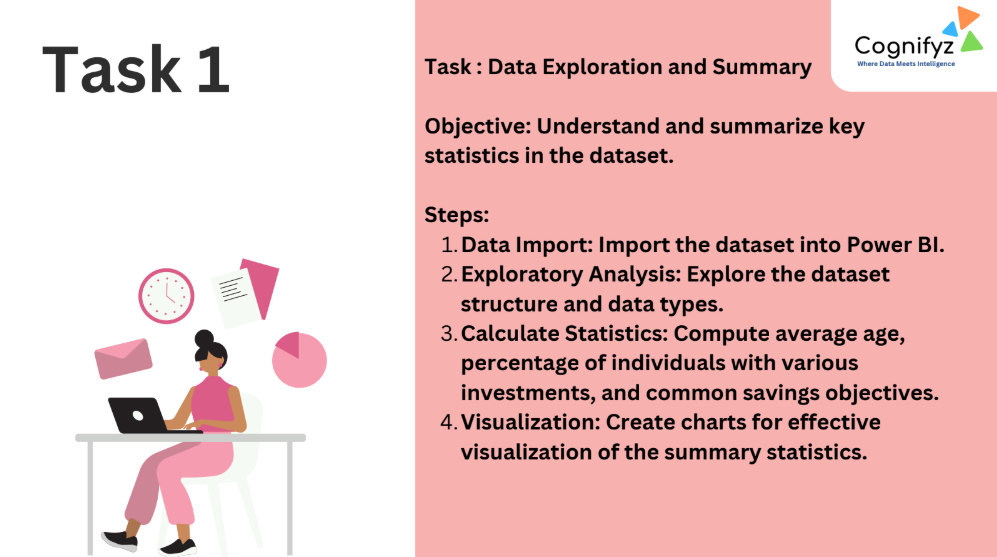 Task 1
Cognifyz
Where Data Meets Intelligence
Task : Data Exploration and Summary
Objective: Understand and summarize key
statistics in the dataset.
Steps:
1. Data Import: Import the dataset into Power BI.
2. Exploratory Analysis: Explore the dataset
structure and data types.
3. Calculate Statistics: Compute average age,
percentage of individuals with various
investments, and common savings objectives.
4. Visualization: Create charts for effective
visualization of the summary statistics.